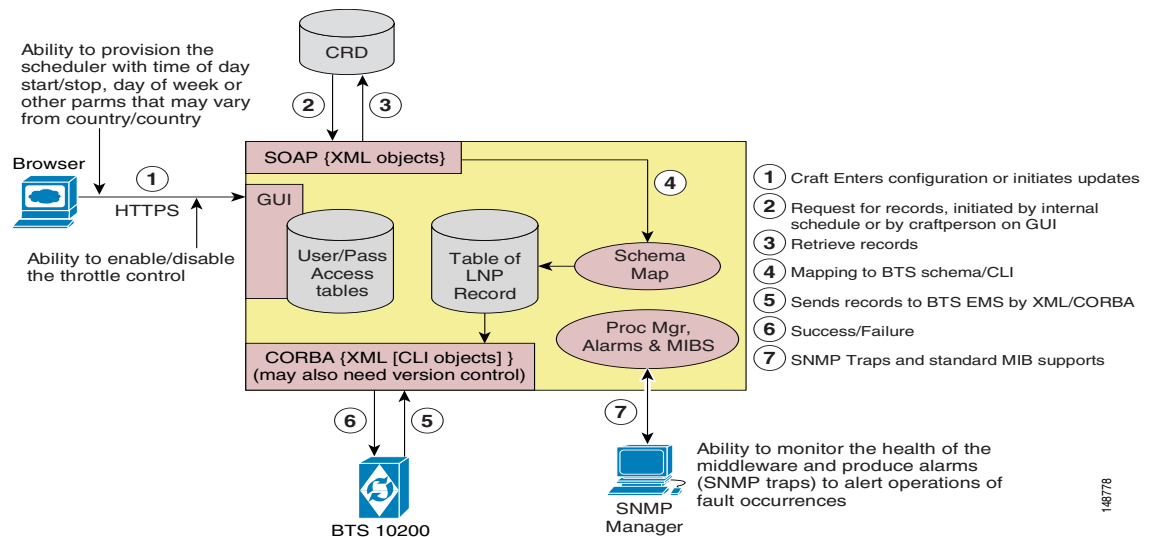 Ability to provision the
scheduler with time of day
start/stop, day of week or
other parms that may vary
from country/country
CRD
2
3
Browser
1
HTTPS
Ability to enable/disable
the throttle control
SOAP {XML objects}
GUI
User/Pass
Access
tables
Table of
LNP
Record
4
Schema
Map
Proc Mgr,
Alarms & MIBS
CORBA {XML [CLI objects] }
(may also need version control)
6
5
BTS 10200
7
SNMP
Manager
Ability to monitor the health of the
middleware and produce alarms
(SNMP traps) to alert operations of
fault occurrences
1 Craft Enters configuration or initiates updates
2 Request for records, initiated by internal
schedule or by craftperson on GUI
3 Retrieve records
4 Mapping to BTS schema/CLI
5 Sends records to BTS EMS by XML/CORBA
6 Success/Failure
7 SNMP Traps and standard MIB supports
148778